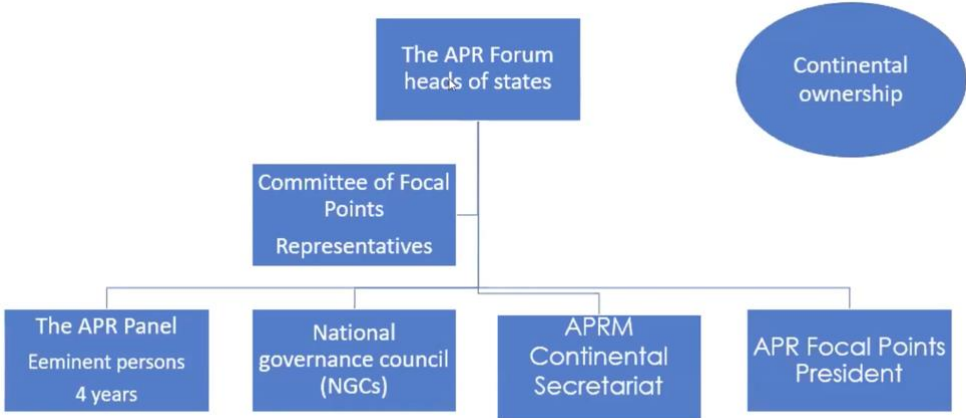 The APR Forum
heads of states
Continental
ownership
Committee of Focal
Points
Representatives
The APR Panel
Eeminent persons
4 years
National
governance council
(NGCs)
APRM
Continental
Secretariat
APR Focal Points
President